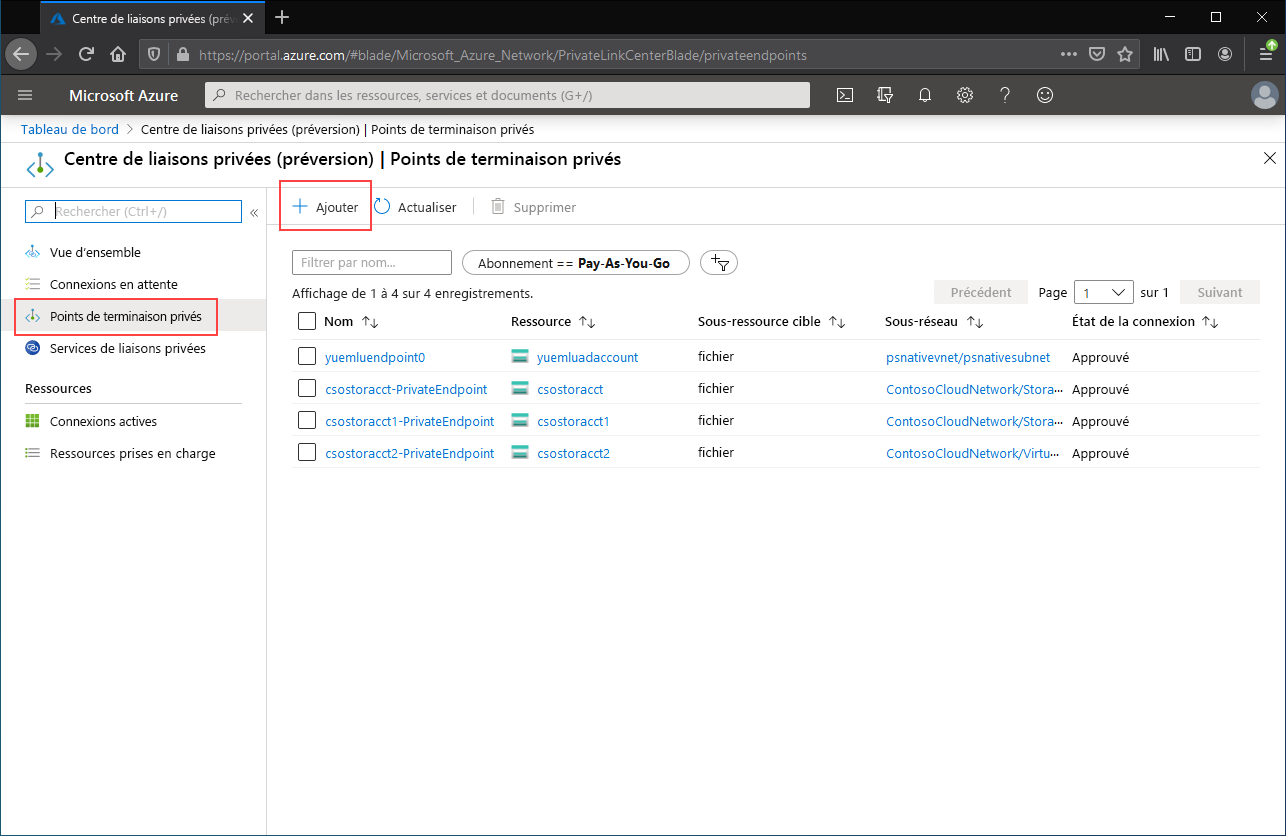 Centre de liaisons privées (prév
https://portal.azure.com/#blade/Microsoft_Azure_Network/PrivateLinkCenterBlade/privateendpoints
Microsoft Azure
Rechercher dans les ressources, services et documents (G+/)
Tableau de bord > Centre de liaisons privées (préversion) | Points de terminaison privés
Centre de liaisons privées (préversion) | Points de terminaison privés
Rechercher (Ctrl+/)
«
Vue d'ensemble
Connexions en attente
Points de terminaison privés
Services de liaisons privées
Ressources
Connexions actives
Ressources prises en charge
Ajouter
Actualiser
Supprimer
Filtrer par nom...
Abonnement == Pay-As-You-Go
Affichage de 1 à 4 sur 4 enregistrements.
Précédent Page 1 sur 1 Suivant
Nom Ressource Sous-ressource cible Sous-réseau État de la connexion
yuemluendpoint0 yuemluadaccount fichier psnativevnet/psnativesubnet Approuvé
csostoracct-PrivateEndpoint csostoracct fichier ContosoCloudNetwork/Stora... Approuvé
csostoracct1-PrivateEndpoint csostoracct1 fichier ContosoCloudNetwork/Stora... Approuvé
csostoracct2-PrivateEndpoint csostoracct2 fichier ContosoCloudNetwork/Virtu... Approuvé